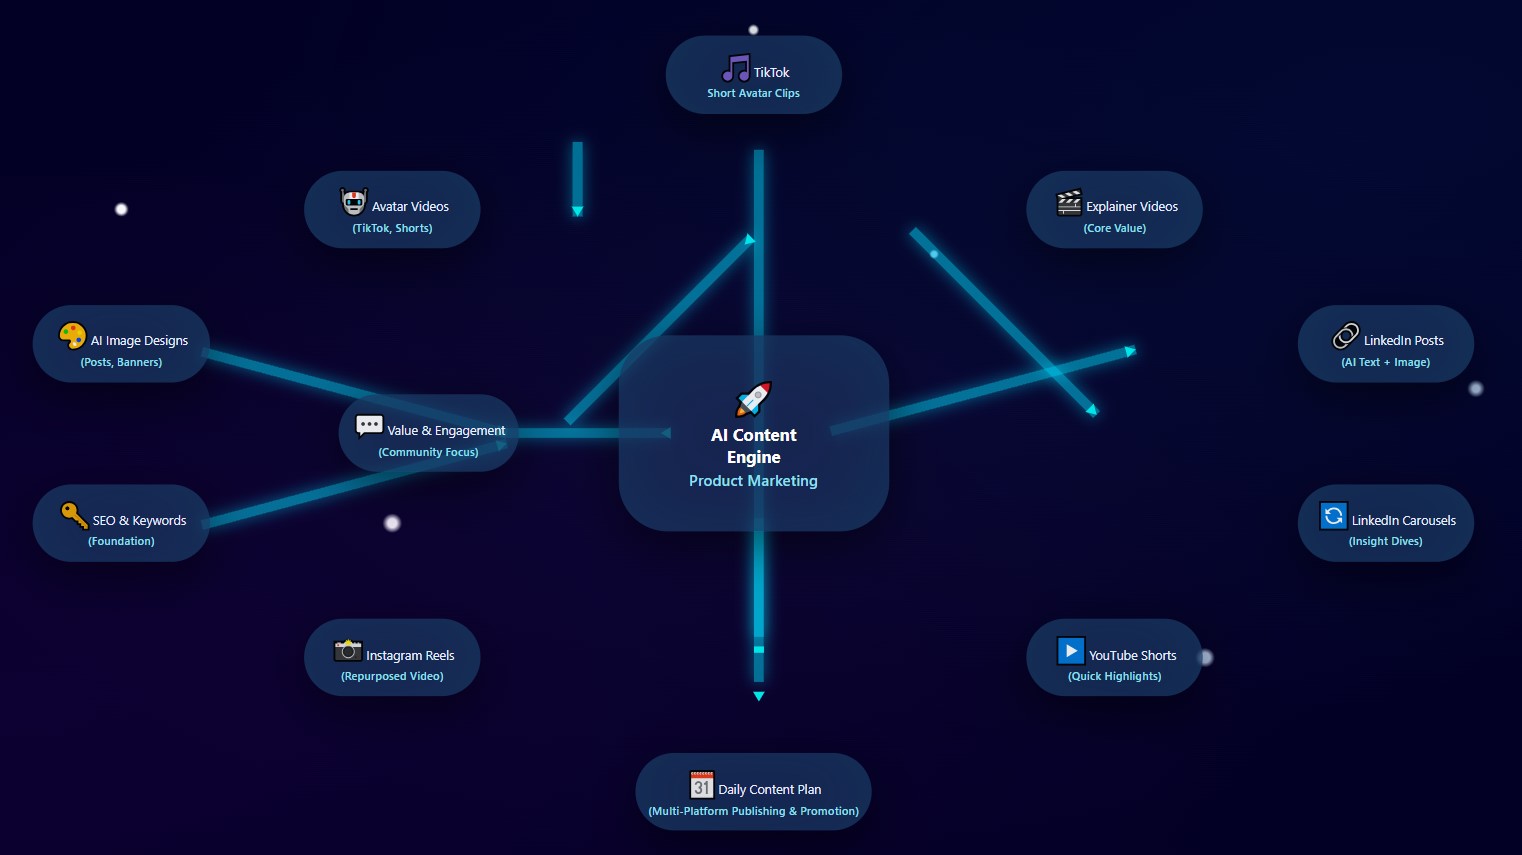 TikTok
Short Avatar Clips
Avatar Videos
(TikTok, Shorts)
Explainer Videos
(Core Value)
AI Image Designs
(Posts, Banners)
LinkedIn Posts
(AI Text + Image)
Value & Engagement
(Community Focus)
AI Content
Engine
Product Marketing
SEO & Keywords
(Foundation)
LinkedIn Carousels
(Insight Dives)
Instagram Reels
(Repurposed Video)
YouTube Shorts
(Quick Highlights)
31
Daily Content Plan
(Multi-Platform Publishing & Promotion)